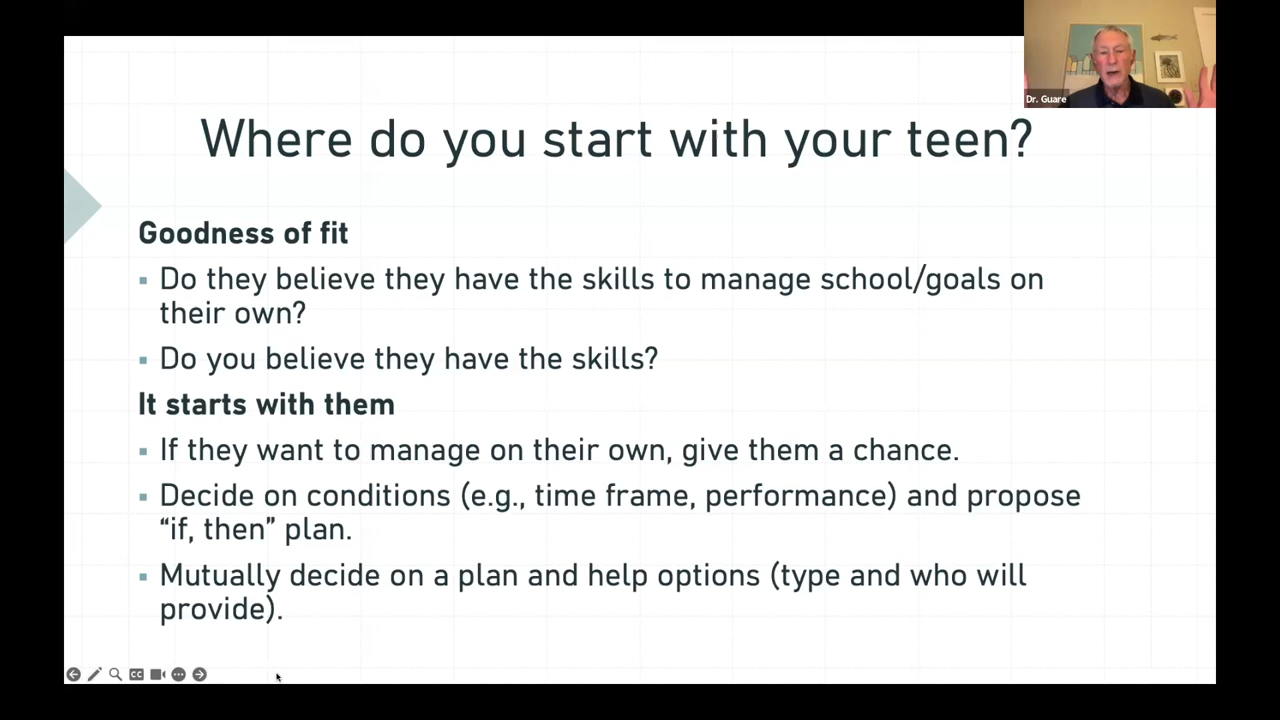 Dr. Guare
Where do you start with your teen?
Goodness of fit
▪ Do they believe they have the skills to manage school/goals on
their own?
▪ Do you believe they have the skills?
It starts with them
▪ If they want to manage on their own, give them a chance.
▪ Decide on conditions (e.g., time frame, performance) and propose
“if, then” plan.
▪ Mutually decide on a plan and help options (type and who will
provide).
CC